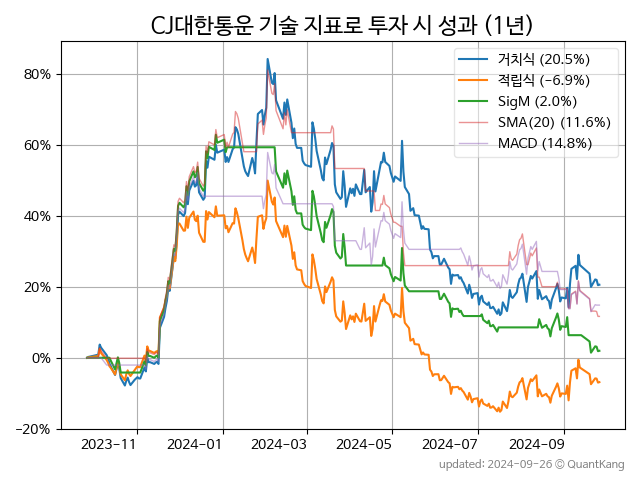 CJ대한통운 기술 지표로 투자 시 성과 (1년)
80%
60%
40%
20%
0%
−20%
거치식 (20.5%)
적립식 (−6.9%)
SigM (2.0%)
SMA(20) (11.6%)
MACD (14.8%)
2023-11
2024-01
2024-03
2024-05
2024-07
2024-09
updated: 2024-09-26 © QuantKang